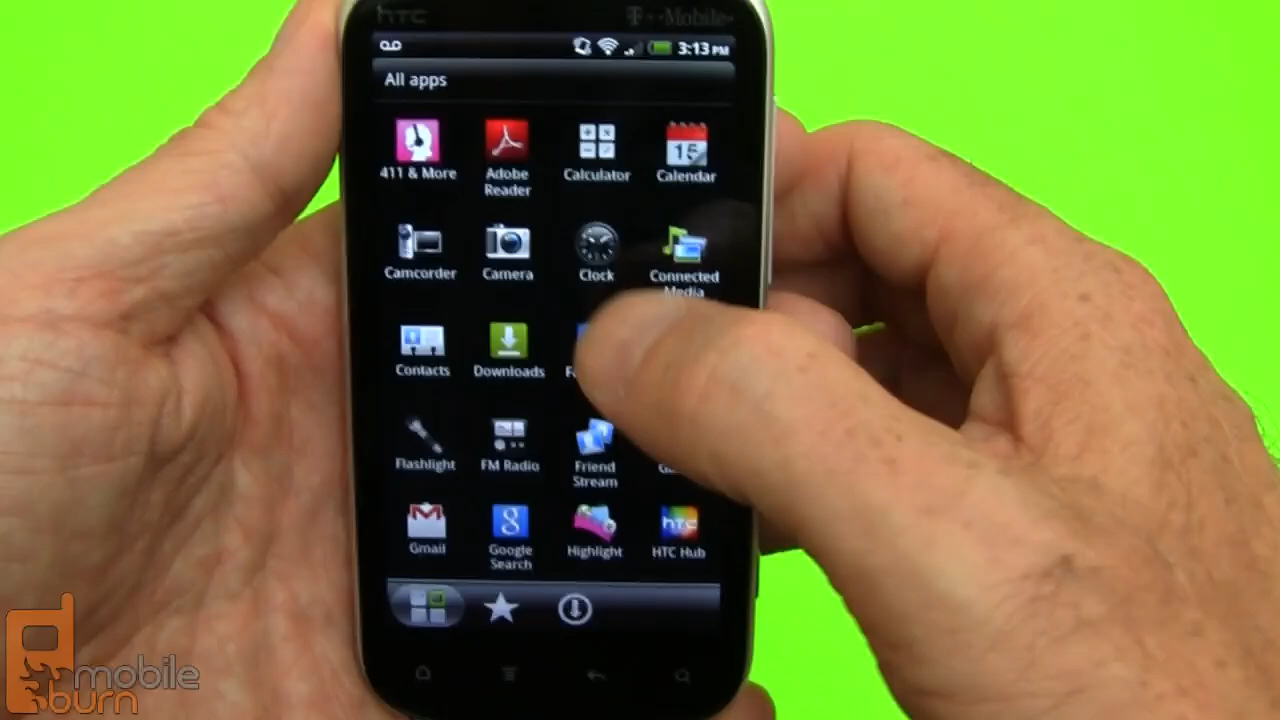 htc T··Mobile·
3:13 PM
All apps
411 & More Adobe Reader Calculator Calendar
15
Camcorder Camera Clock Connected Media
Contacts Downloads
Flashlight FM Radio Friend Stream
Gmail Google Search Highlight HTC Hub
htc
mobile
burn